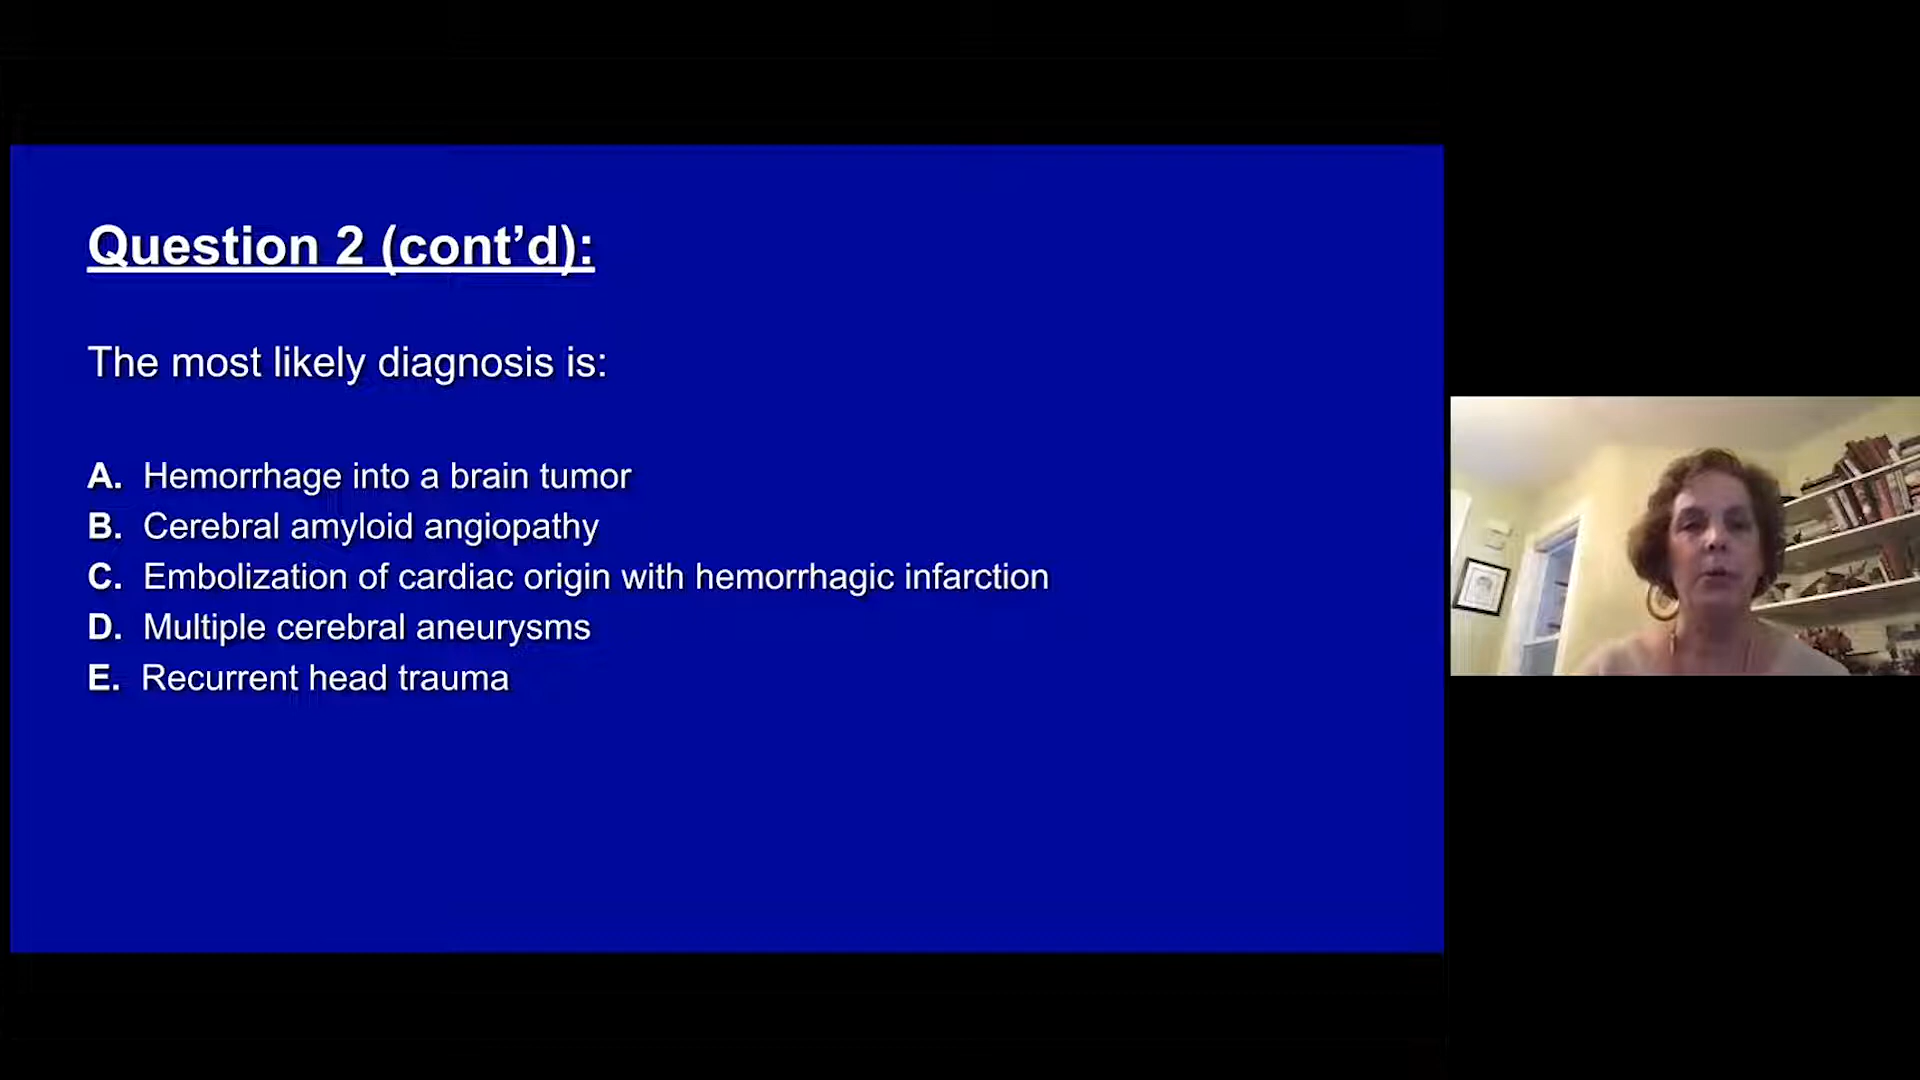 Question 2 (cont’d):
The most likely diagnosis is:
A. Hemorrhage into a brain tumor
B. Cerebral amyloid angiopathy
C. Embolization of cardiac origin with hemorrhagic infarction
D. Multiple cerebral aneurysms
E. Recurrent head trauma